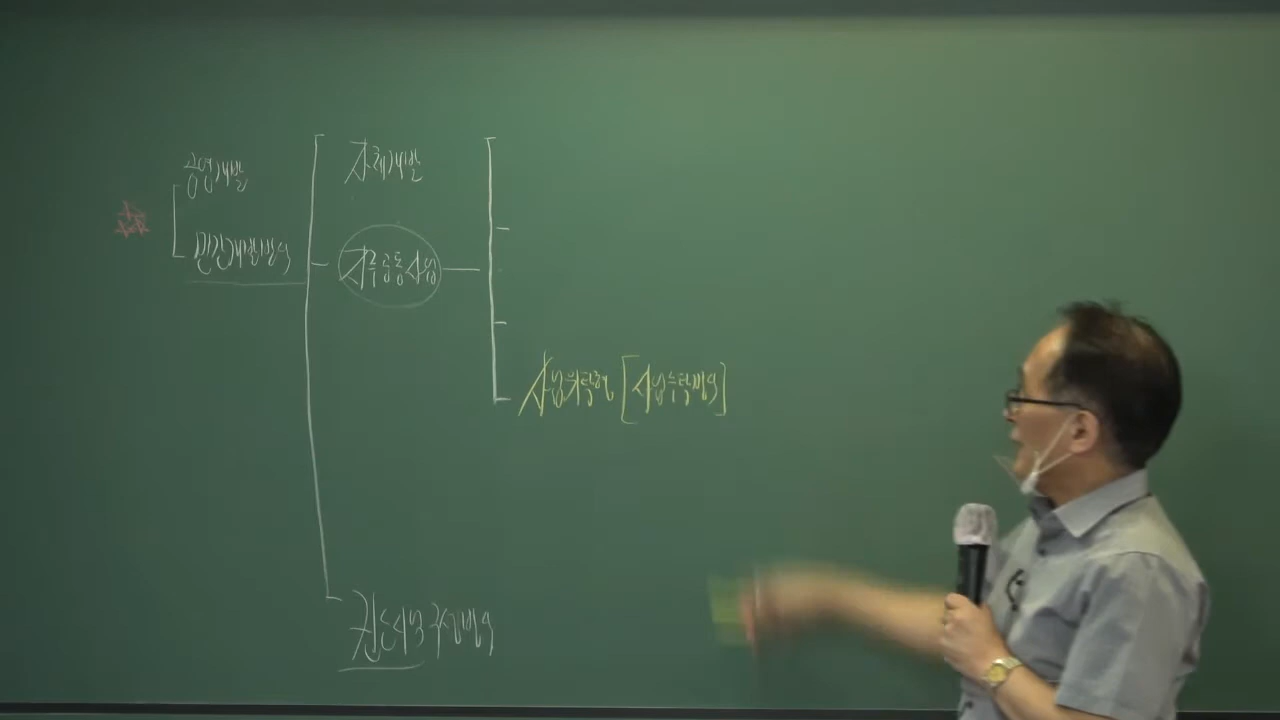 공영개발
민간개발방식
자체개발
지주공동사업
사업위탁형 [사업수탁방식]
컨소시엄 구성방식